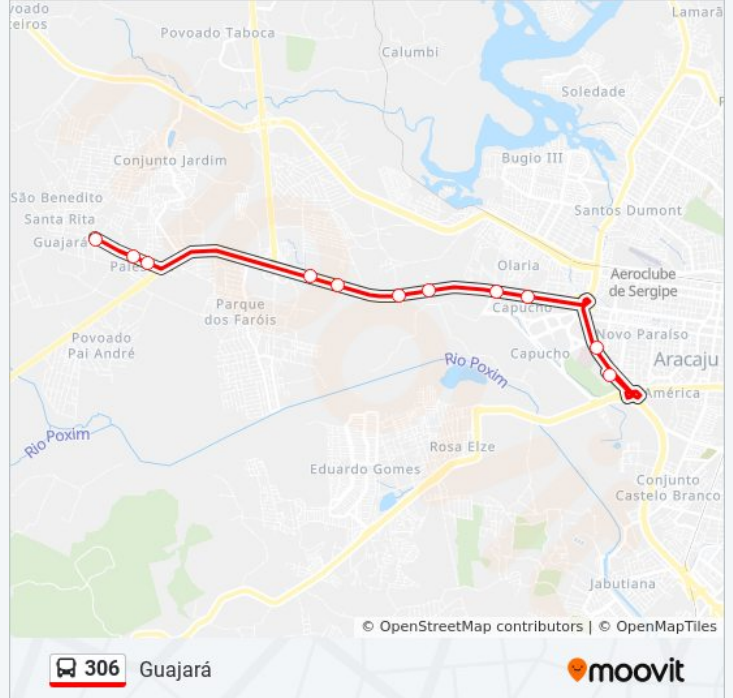 voado
teiros
Povoado Taboca
Calumbi
Lamarã
Soledade
Conjunto Jardim
Bugio III
São Benedito
Santa Rita
Guajará
Santos Dumont
Olaria
Aeroclube
de Sergipe
Parque
dos Faróis
Capucho
Novo Paraíso
Povoado
Pai André
Capucho
Rio Poxim
Aracaju
América
Rio Poxim
Rosa Elze
Eduardo Gomes
Conjunto
Castelo Branco
Jabutiana
© OpenStreetMap contributors | © OpenMapTiles
306 Guajará
moovit